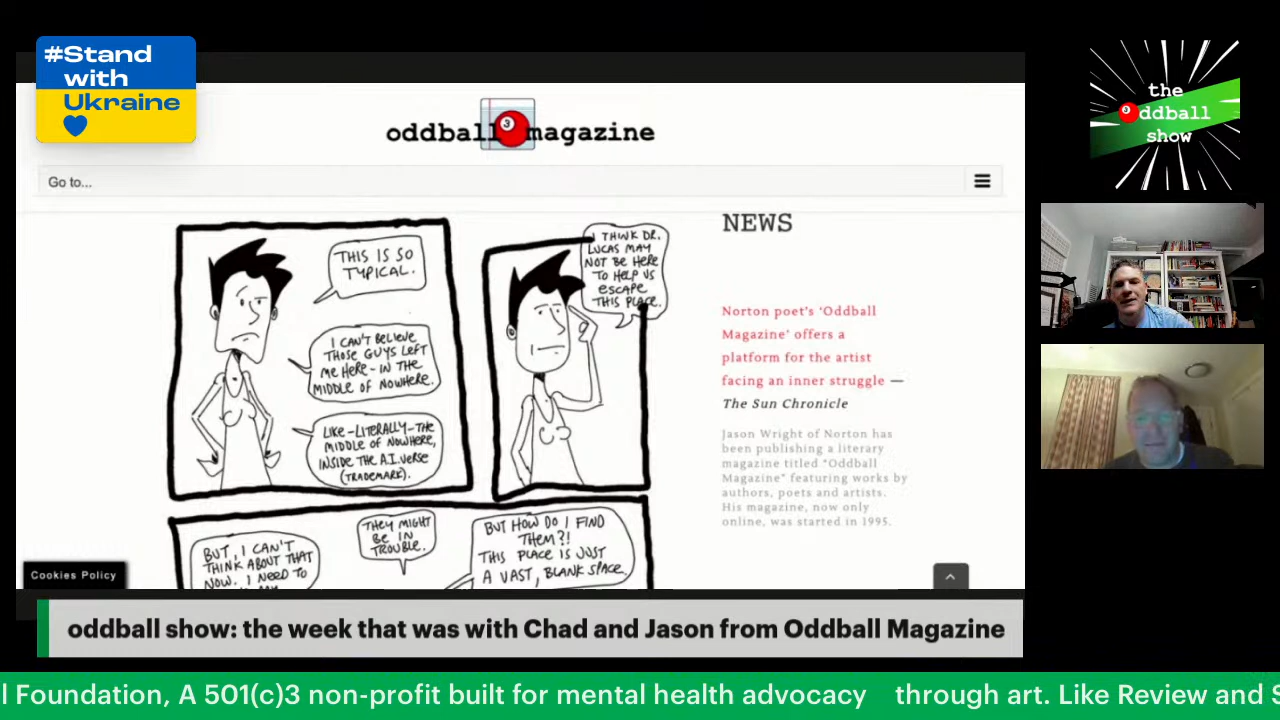 #Stand
with
Ukraine
oddball 3 magazine
Go to...
THIS IS SO
TYPICAL.
I CAN'T BELIEVE
THOSE GUYS LEFT
ME HERE - IN THE
MIDDLE OF NOWHERE.
LIKE - LITERALLY - THE
MIDDLE OF NOWHERE,
INSIDE THE A.I. VERSE
(TRADEMARK).
I THINK DR.
LUCAS MAY
NOT BE HERE
TO HELP US
ESCAPE
THIS PLACE.
BUT, I CAN'T
THINK ABOUT THAT
NOW. I NEED TO
THEY MIGHT
BE IN
TROUBLE.
BUT HOW DO I FIND
THEM?!
THIS PLACE IS JUST
A VAST, BLANK SPACE.
NEWS
Norton poet's 'Oddball
Magazine' offers a
platform for the artist
facing an inner struggle —
The Sun Chronicle
Jason Wright of Norton has
been publishing a literary
magazine titled "Oddball
Magazine" featuring works by
authors, poets and artists.
His magazine, now only
online, was started in 1995.
Cookies Policy
the
3ddball
show
oddball show: the week that was with Chad and Jason from Oddball Magazine
l Foundation, A 501(c)3 non-profit built for mental health advocacy through art. Like Review and S